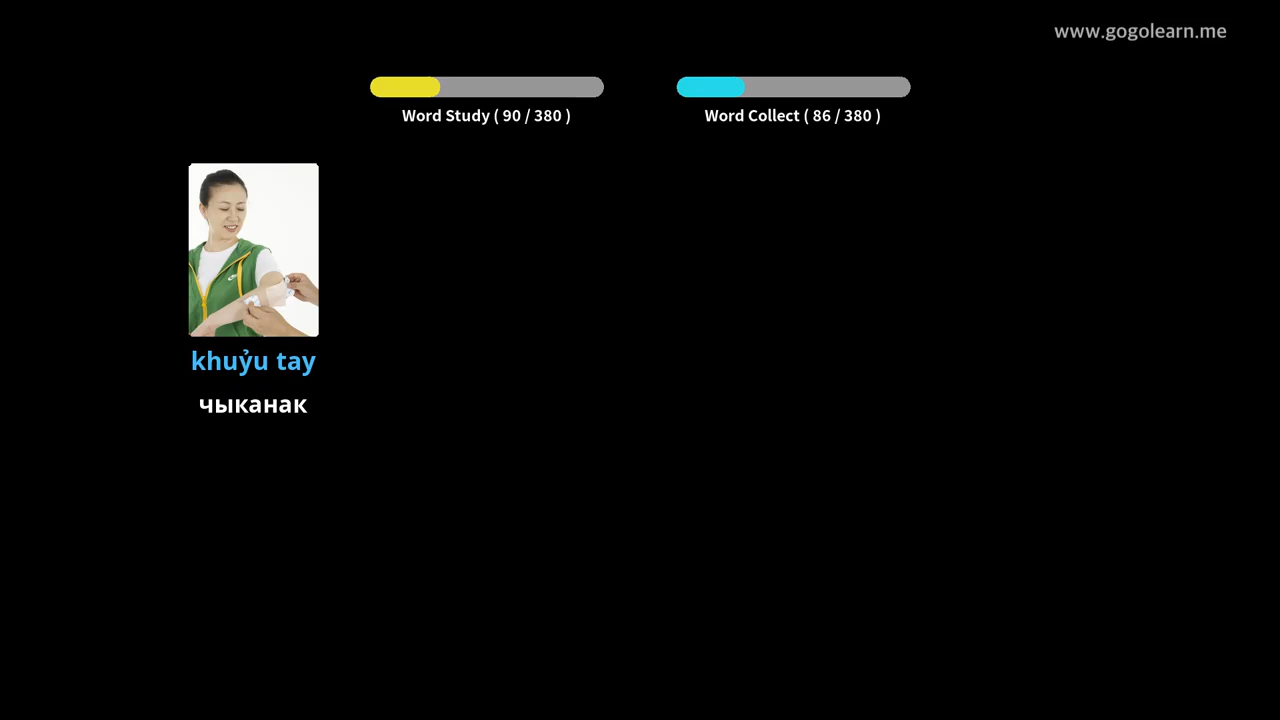 www.gogolearn.me
Word Study ( 90 / 380 )
Word Collect ( 86 / 380 )
khuỷu tay
чыканак